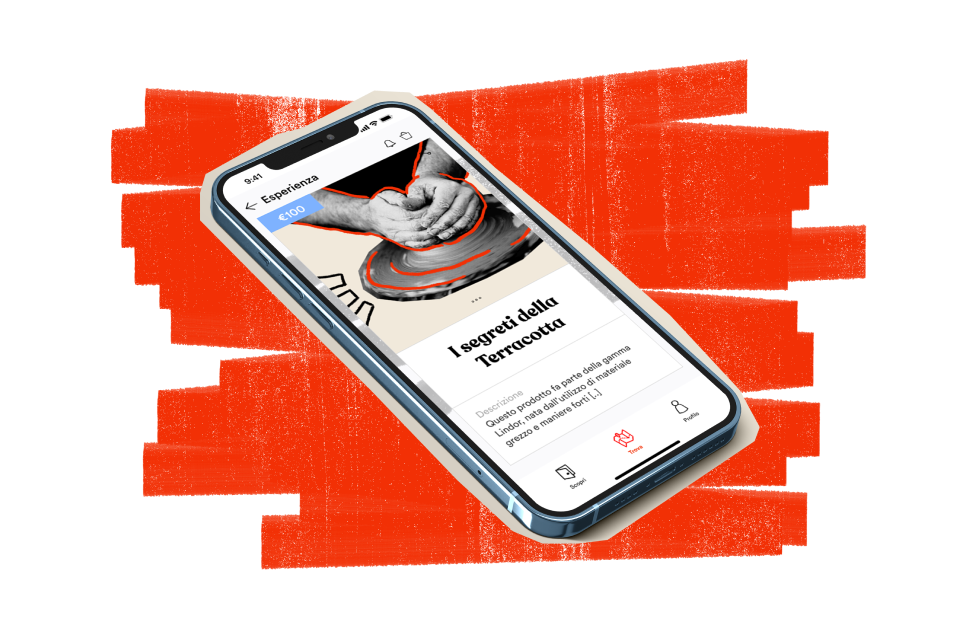 9:41
Esperienza
€100
I segreti della
Terracotta
Descrizione
Questo prodotto fa parte della gamma
Lindor, nata dall'utilizzo di materiale
grezzo e maniere forti [..]
Scopri
Trova
Profilo